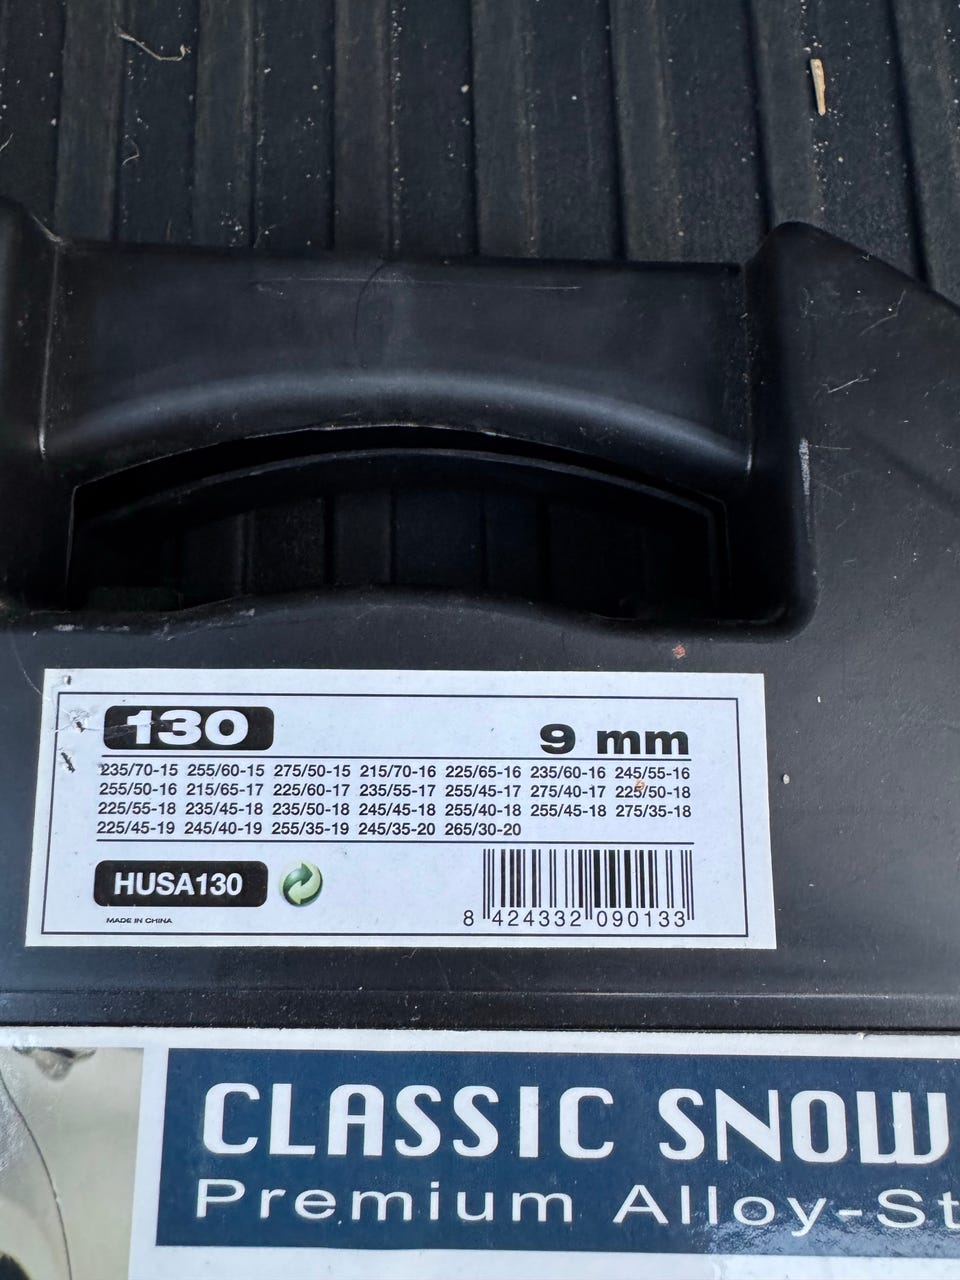 130
9 mm
235/70-15 255/60-15 275/50-15 215/70-16 225/65-16 235/60-16 245/55-16
255/50-16 215/65-17 225/60-17 235/55-17 255/45-17 275/40-17 225/50-18
225/55-18 235/45-18 235/50-18 245/45-18 255/40-18 255/45-18 275/35-18
225/45-19 245/40-19 255/35-19 245/35-20 265/30-20
HUSA130
MADE IN CHINA
8 424332 090133
CLASSIC SNOW
Premium Alloy-St